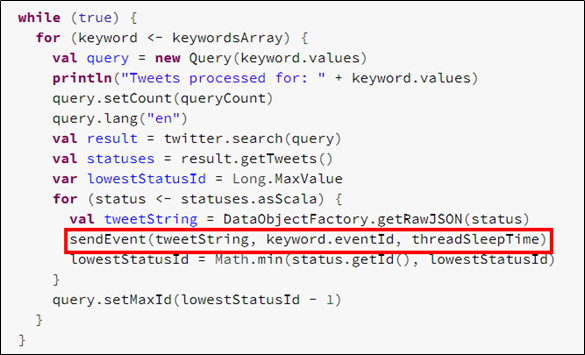 while (true) {
for (keyword <- keywordsArray) {
val query = new Query(keyword.values)
println("Tweets processed for: " + keyword.values)
query.setCount(queryCount)
query.lang("en")
val result = twitter.search(query)
val statuses = result.getTweets()
var lowestStatusId = Long.MaxValue
for (status <- statuses.asScala) {
val tweetString = DataObjectFactory.getRawJSON(status)
sendEvent(tweetString, keyword.eventId, threadSleepTime)
lowestStatusId = Math.min(status.getId(), lowestStatusId)
}
query.setMaxId(lowestStatusId - 1)
}
}